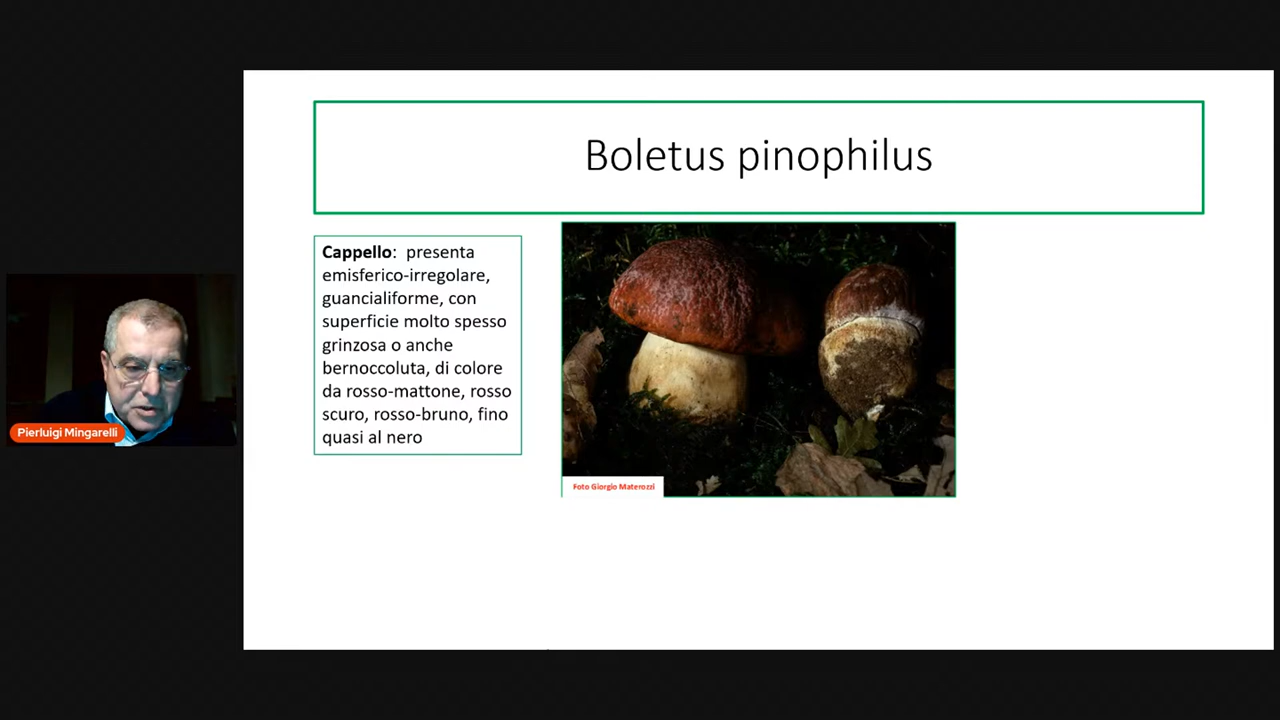 Boletus pinophilus
Cappello:  presenta
emisferico-irregolare,
guancialiforme, con
superficie molto spesso
grinzosa o anche
bernoccoluta, di colore
da rosso-mattone, rosso
scuro, rosso-bruno, fino
quasi al nero
Foto Giorgio Materozzi
Pierluigi Mingarelli